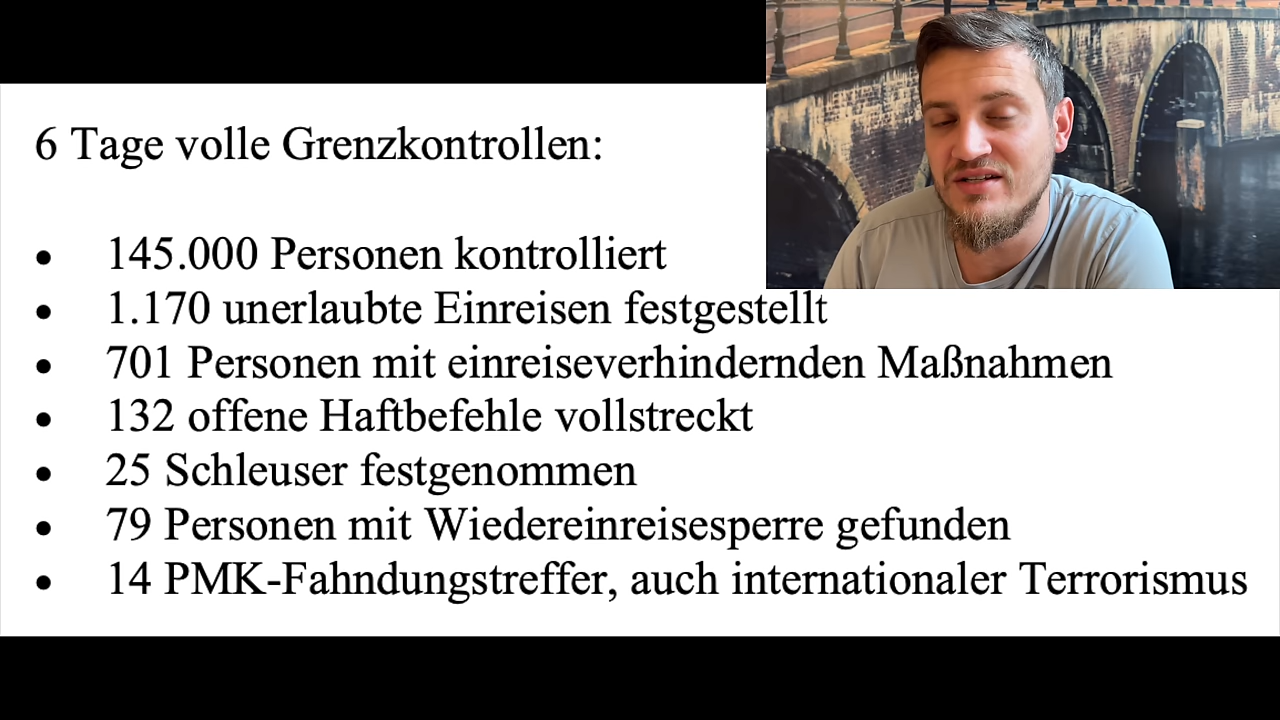 6 Tage volle Grenzkontrollen:
• 145.000 Personen kontrolliert
• 1.170 unerlaubte Einreisen festgestellt
• 701 Personen mit einreiseverhindernden Maßnahmen
• 132 offene Haftbefehle vollstreckt
• 25 Schleuser festgenommen
• 79 Personen mit Wiedereinreisesperre gefunden
• 14 PMK-Fahndungstreffer, auch internationaler Terrorismus